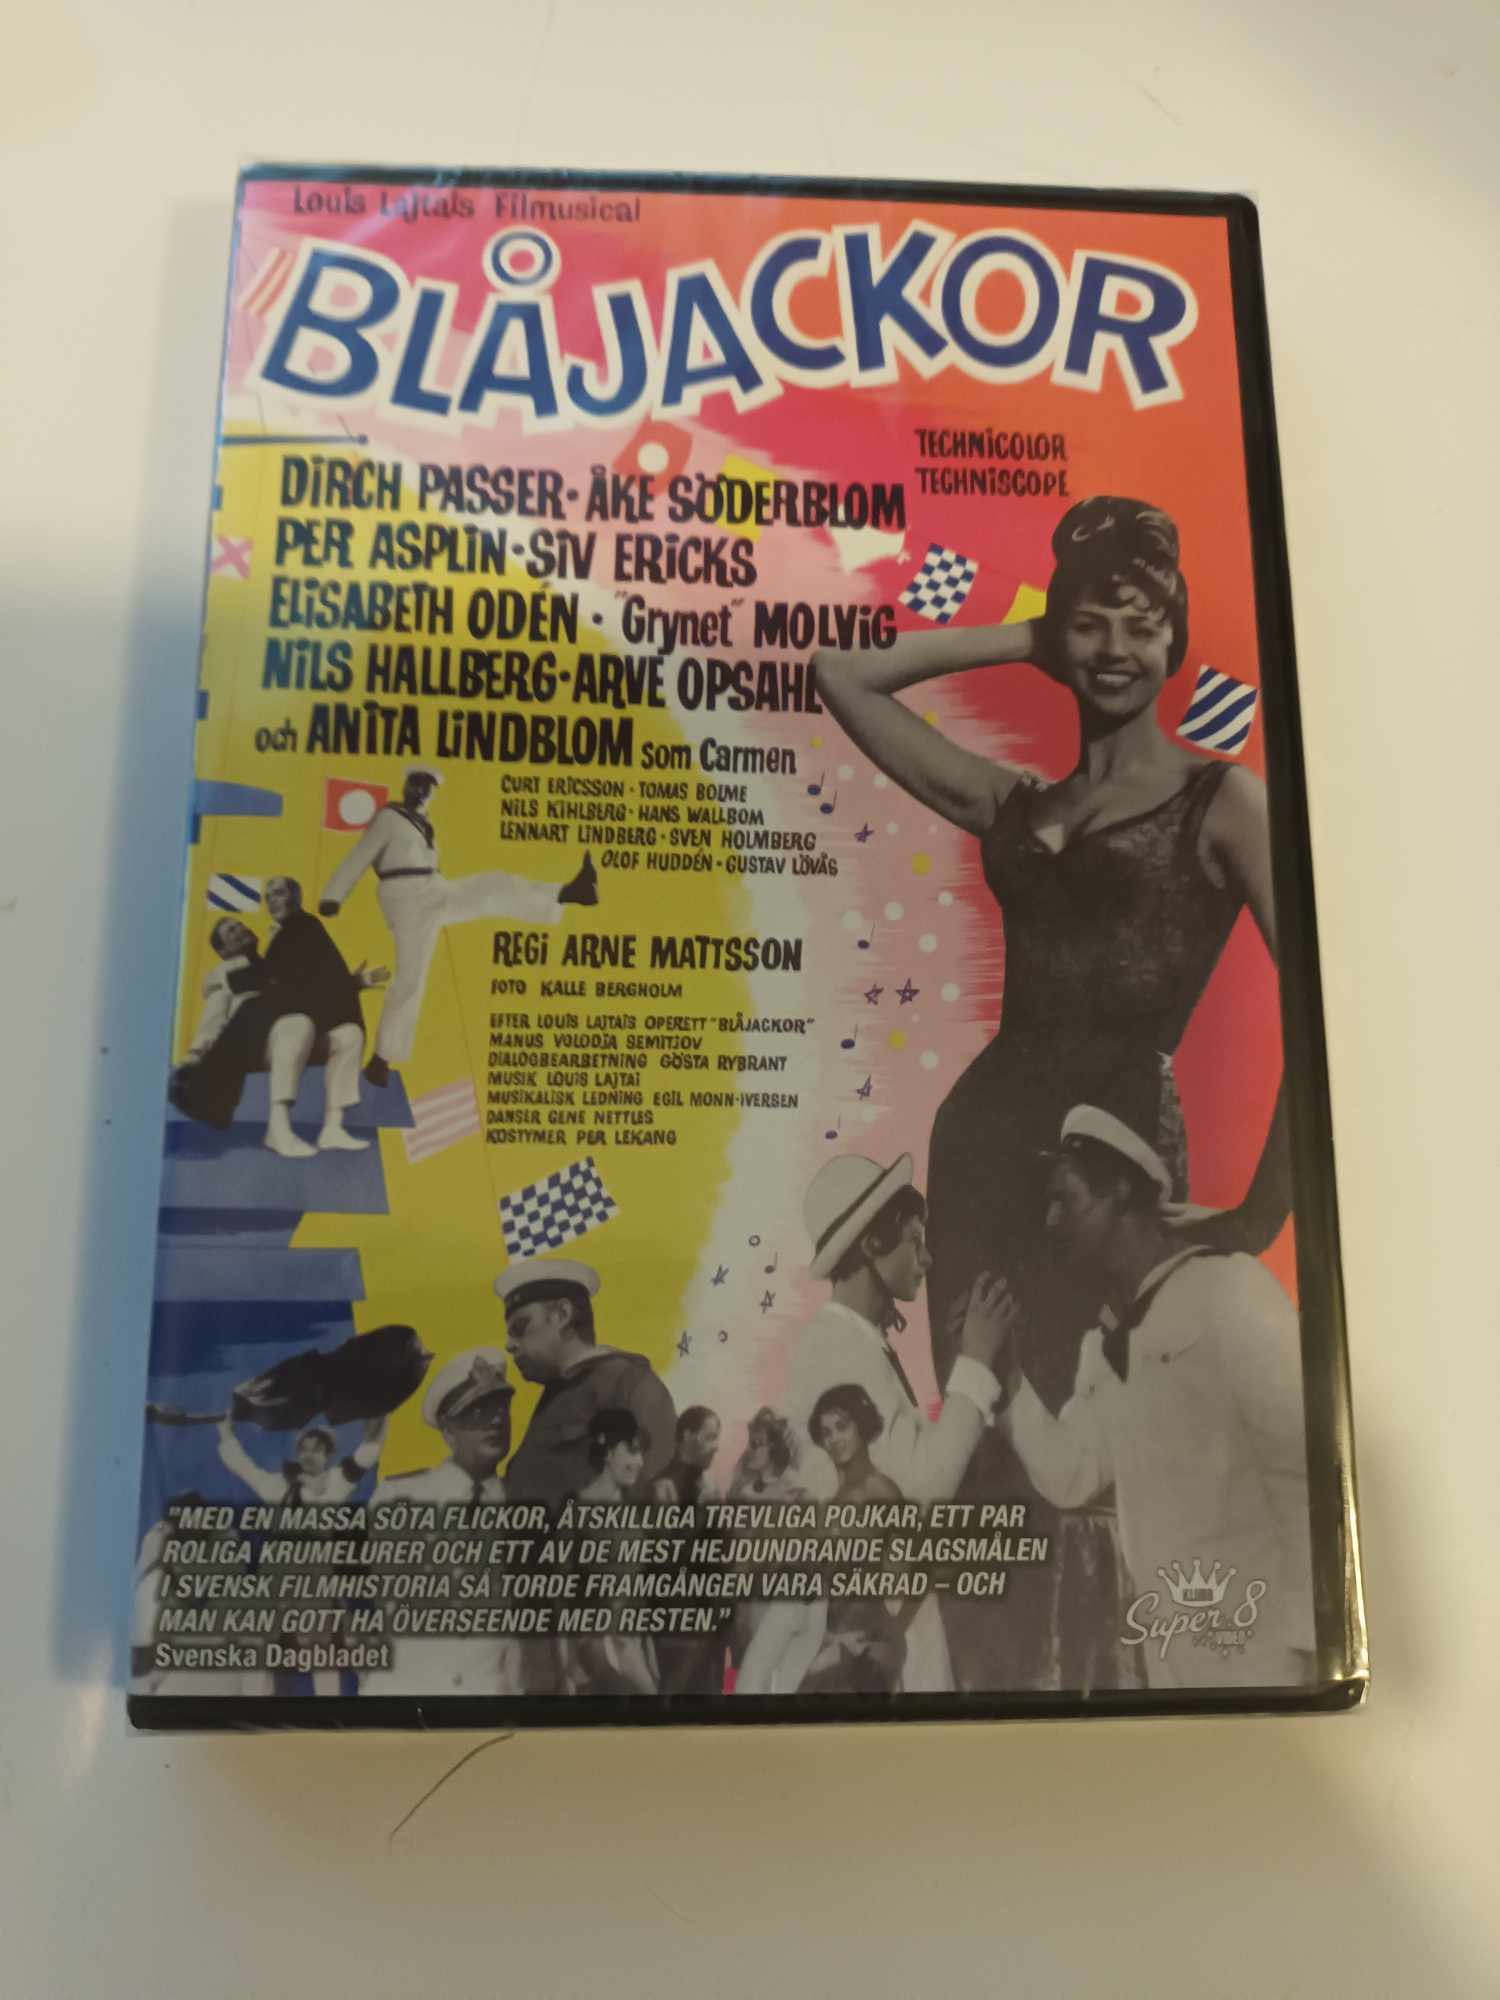 Louis Lajtais Filmusical
BLÅJACKOR
TECHNICOLOR
TECHNISCOPE
DIRCH PASSER · ÅKE SÖDERBLOM
PER ASPLIN · SIV ERICKS
ELISABETH ODÉN · "Grynet" MOLVIG
NILS HALLBERG · ARVE OPSAHL
och ANITA LINDBLOM som Carmen
CURT ERICSSON · TOMAS BOLME
NILS KIHLBERG · HANS WALLBOM
LENNART LINDBERG · SVEN HOLMBERG
OLOF HUDDÉN · GUSTAV LÖVÅS
REGI ARNE MATTSSON
FOTO KALLE BERGHOLM
EFTER LOUIS LAJTAIS OPERETT "BLÅJACKOR"
MANUS VOLODJA SEMITJOV
DIALOGBEARBETNING GÖSTA RYBRANT
MUSIK LOUIS LAJTAI
MUSIKALISK LEDNING EGIL MONN-IVERSEN
DANSER GENE NETTLES
KOSTYMER PER LEKANG
"MED EN MASSA SÖTA FLICKOR, ÅTSKILLIGA TREVLIGA POJKAR, ETT PAR
ROLIGA KRUMELURER OCH ETT AV DE MEST HEJDUNDRANDE SLAGSMÅLEN
I SVENSK FILMHISTORIA SÅ TORDE FRAMGÅNGEN VARA SÄKRAD – OCH
MAN KAN GOTT HA ÖVERSEENDE MED RESTEN."
Svenska Dagbladet
KLUBB
Super 8
VIDEO